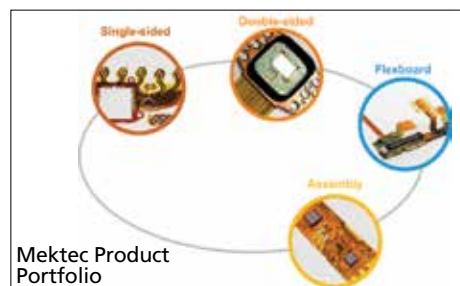 Single-sided
Double-sided
Flexboard
Assembly
Mektec Product
Portfolio